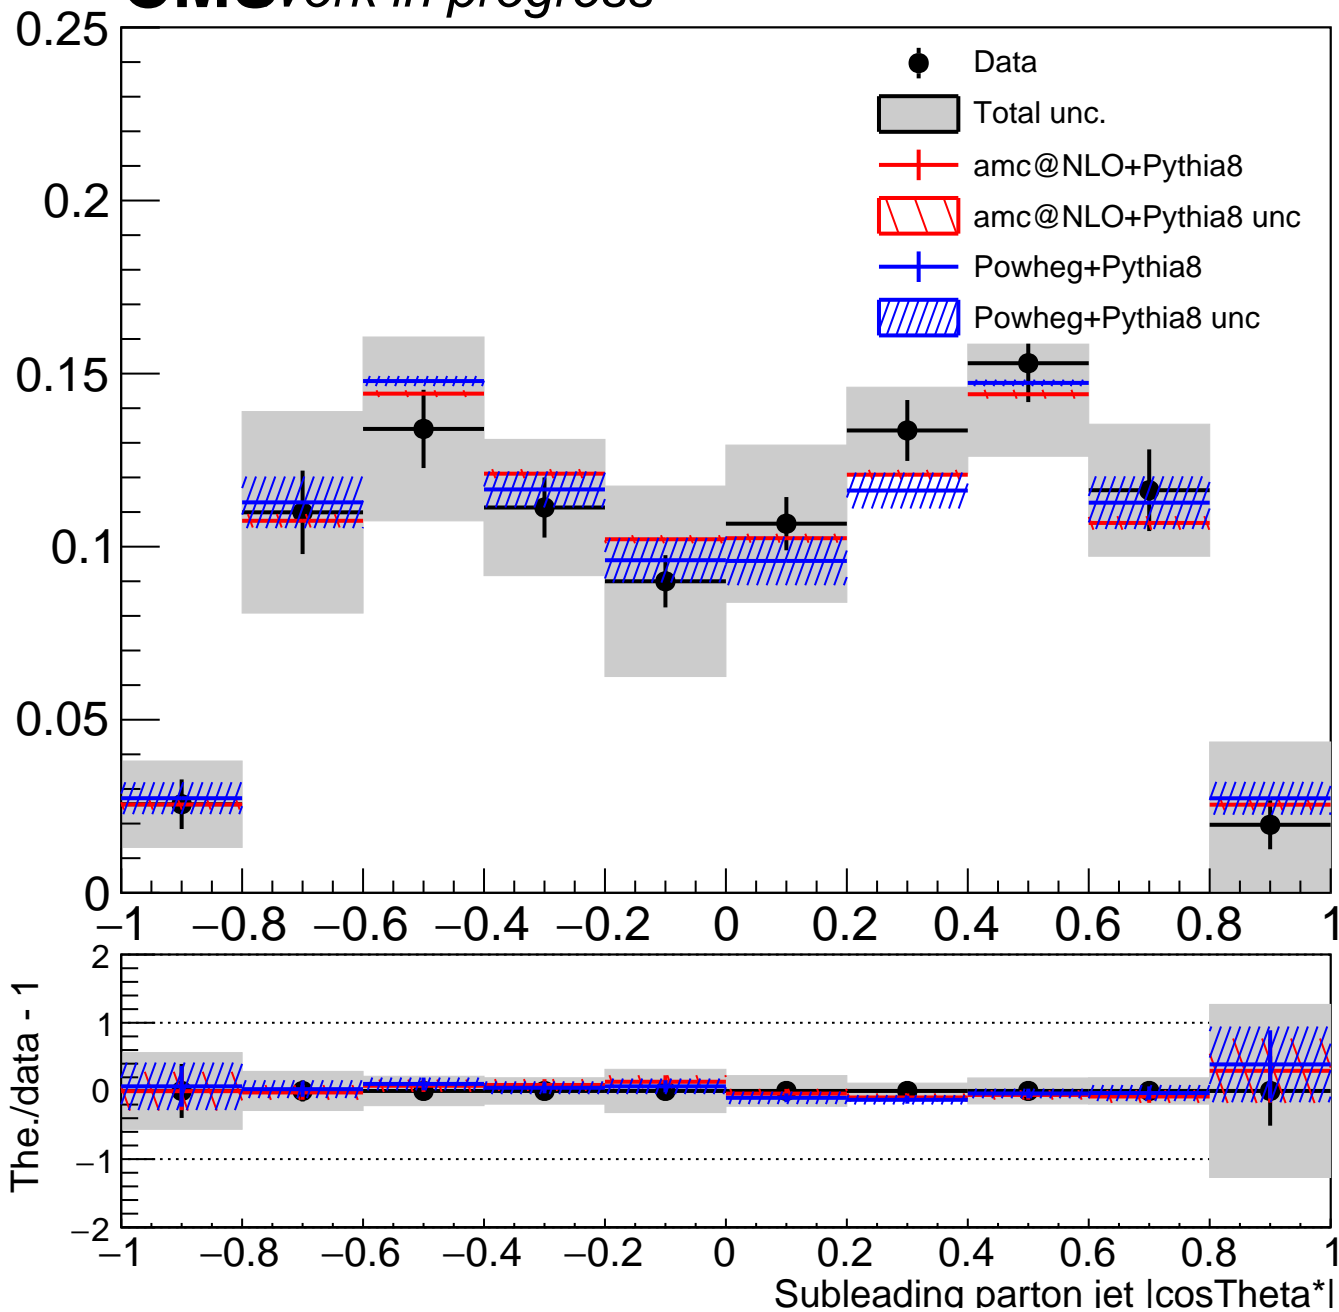 CMS work in progress
0.25
0.2
0.15
0.1
0.05
0
Data
Total unc.
amc@NLO+Pythia8
amc@NLO+Pythia8 unc
Powheg+Pythia8
Powheg+Pythia8 unc
−1 −0.8 −0.6 −0.4 −0.2 0 0.2 0.4 0.6 0.8 1
2
1
0
−1
−2
The./data - 1
−1 −0.8 −0.6 −0.4 −0.2 0 0.2 0.4 0.6 0.8 1
Subleading parton jet |cosTheta*|